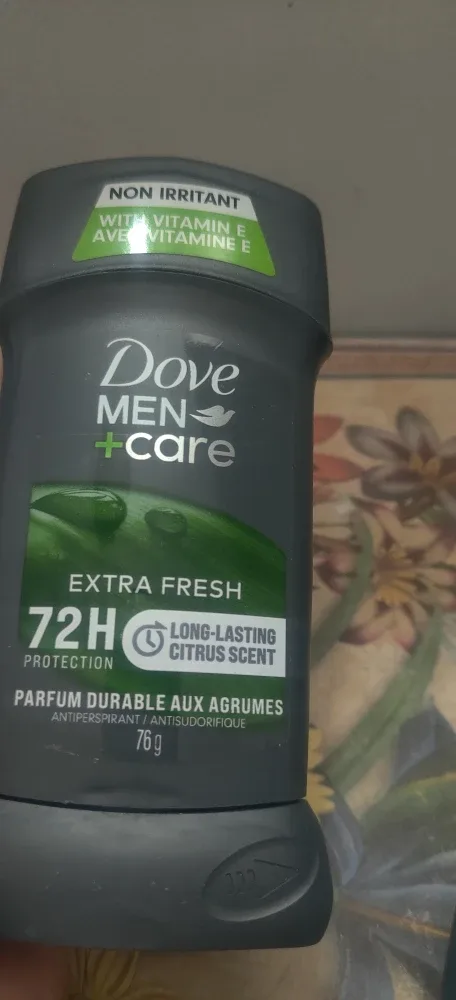 NON IRRITANT
WITH VITAMIN E
AVEC VITAMINE E
Dove
MEN
+care
EXTRA FRESH
72H
PROTECTION
LONG-LASTING
CITRUS SCENT
PARFUM DURABLE AUX AGRUMES
ANTIPERSPIRANT / ANTISUDORIFIQUE
76 g